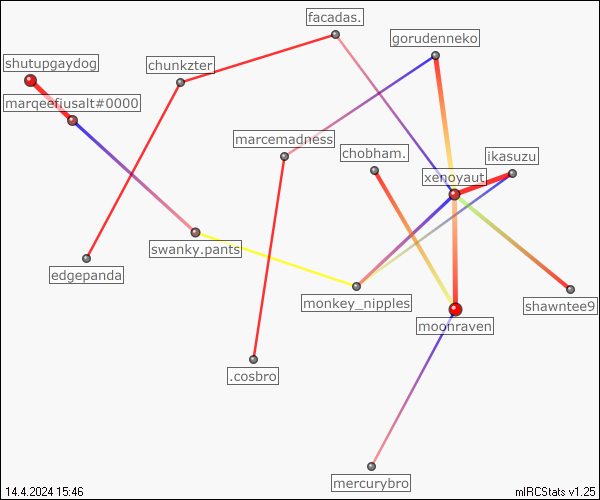 facadas.
gorudenneko
shutupgaydog
chunkzter
marqeefiusalt#0000
marcemadness
chobham.
ikasuzu
xenoyaut
swanky.pants
edgepanda
monkey_nipples
shawntee9
moonraven
.cosbro
mercurybro
14.4.2024 15:46
mIRCStats v1.25